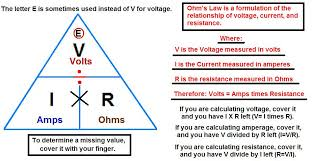 The letter E is sometimes used instead of V for voltage.
E
V
Volts
I X R
Amps Ohms
To determine a missing value,
cover it with your finger.
Ohm's Law is a formulation of the
relationship of voltage, current, and
resistance.
Where:
V is the Voltage measured in volts
I is the Current measured in amperes
R is the resistance measured in Ohms
Therefore: Volts = Amps times Resistance
If you are calculating voltage, cover it
and you have I X R left (V= I times R).
If you are calculating amperage, cover it,
and you have V divided by R left (I=V/R).
If you are calculating resistance, cover it,
and you have V divide by I left (R=V/I).